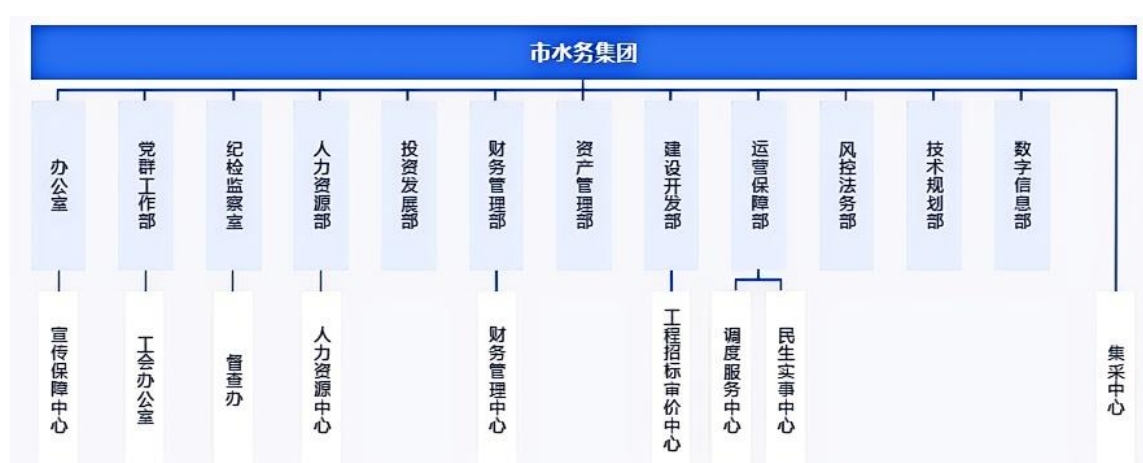 市水务集团
办公室
党群工作部
纪检监察室
人力资源部
投资发展部
财务管理部
资产管理部
建设开发部
运营保障部
风控法务部
技术规划部
数字信息部
宣传保障中心
工会办公室
督查办
人力资源中心
财务管理中心
工程招标审价中心
调度服务中心
民生实事中心
集采中心